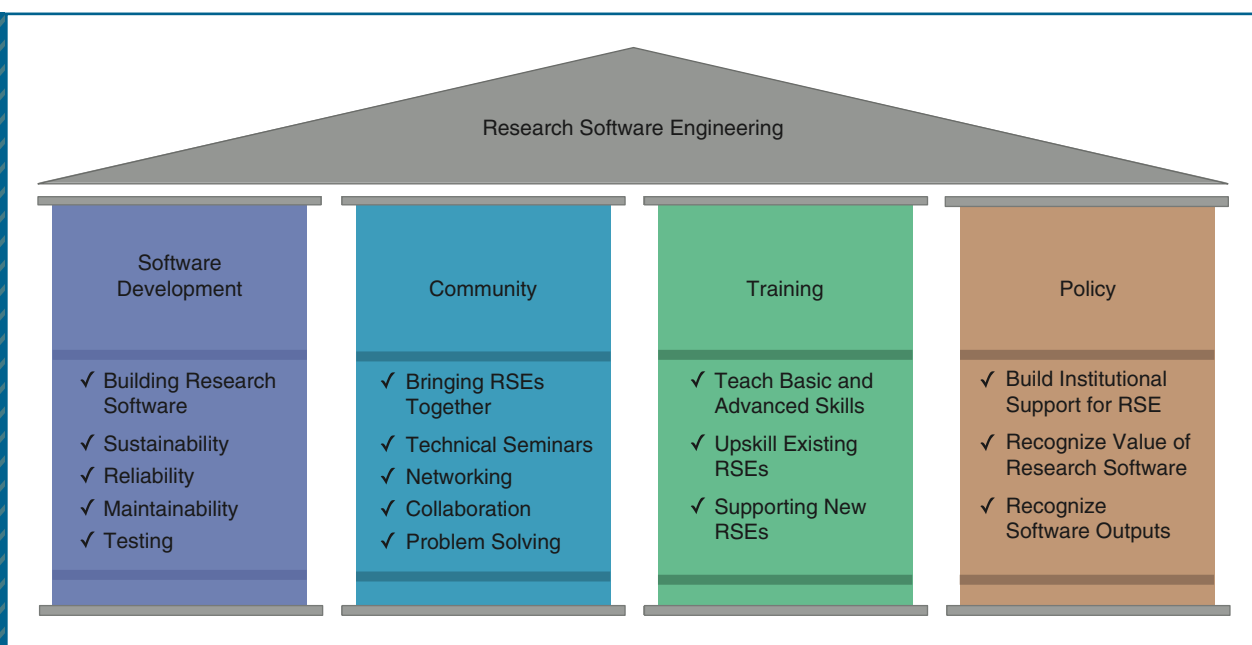 Research Software Engineering
Software
Development
✓ Building Research
Software
✓ Sustainability
✓ Reliability
✓ Maintainability
✓ Testing
Community
✓ Bringing RSEs
Together
✓ Technical Seminars
✓ Networking
✓ Collaboration
✓ Problem Solving
Training
✓ Teach Basic and
Advanced Skills
✓ Upskill Existing
RSEs
✓ Supporting New
RSEs
Policy
✓ Build Institutional
Support for RSE
✓ Recognize Value of
Research Software
✓ Recognize
Software Outputs